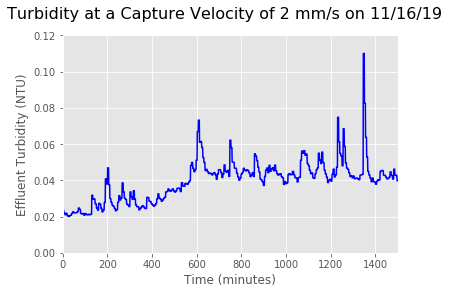 Turbidity at a Capture Velocity of 2 mm/s on 11/16/19
0.12
0.10
0.08
0.06
0.04
0.02
0.00
Effluent Turbidity (NTU)
0 200 400 600 800 1000 1200 1400
Time (minutes)